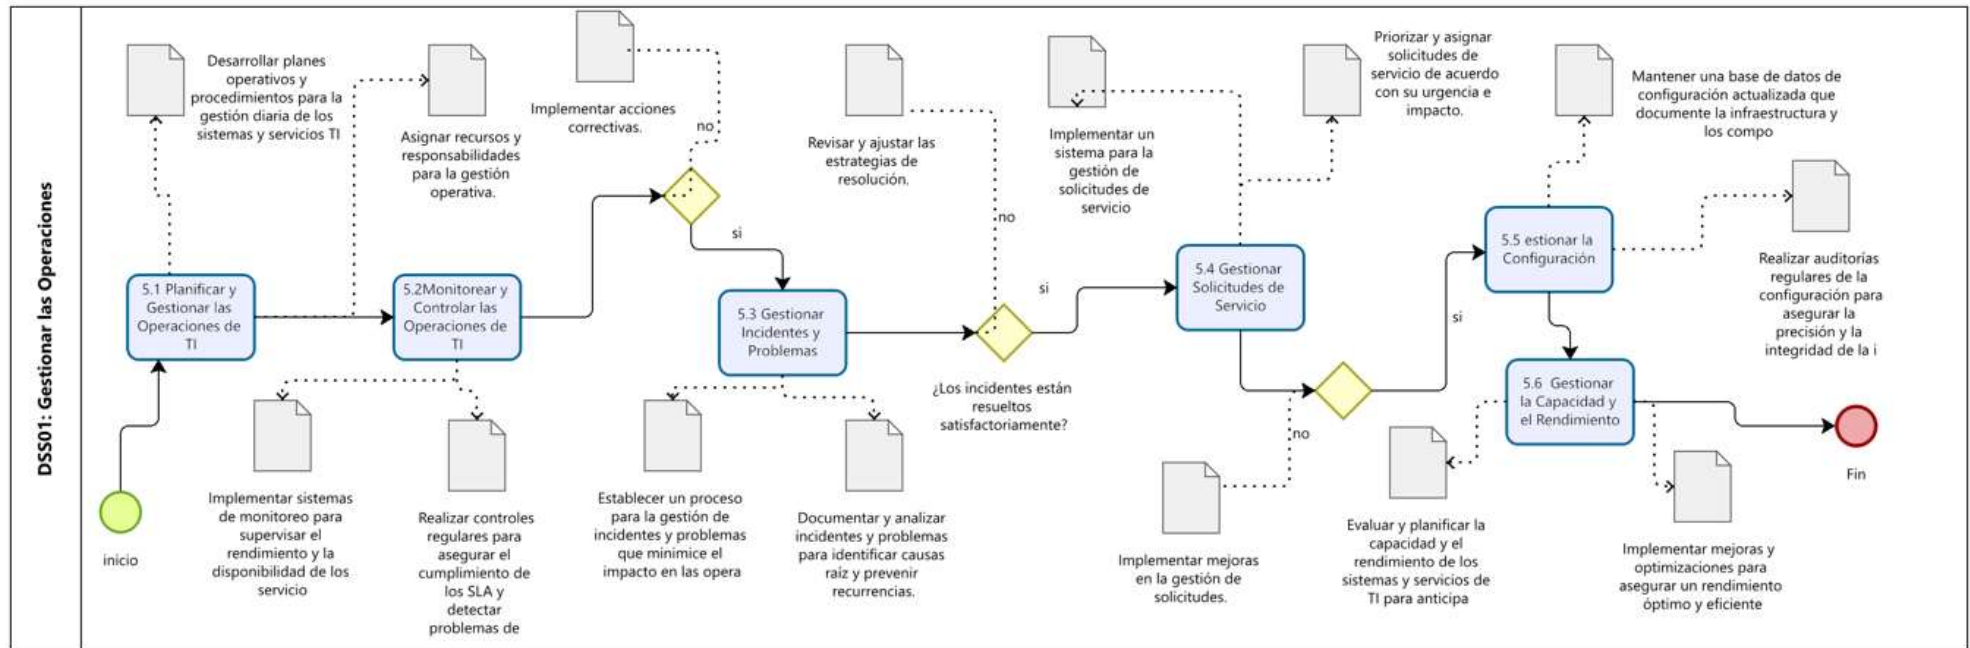 DSS01: Gestionar las Operaciones
Desarrollar planes
operativos y
procedimientos para la
gestión diaria de los
sistemas y servicios TI
Asignar recursos y
responsabilidades
para la gestión
operativa.
Implementar acciones
correctivas.
no
si
Revisar y ajustar las
estrategias de
resolución.
no
si
Implementar un
sistema para la
gestión de
solicitudes de
servicio
Priorizar y asignar
solicitudes de
servicio de acuerdo
con su urgencia e
impacto.
Mantener una base de datos de
configuración actualizada que
documente la infraestructura y
los compo
Realizar auditorías
regulares de la
configuración para
asegurar la
precisión y la
integridad de la i
5.1 Planificar y
Gestionar las
Operaciones de
TI
5.2Monitorear y
Controlar las
Operaciones de
TI
5.3 Gestionar
Incidentes y
Problemas
¿Los incidentes están
resueltos
satisfactoriamente?
5.4 Gestionar
Solicitudes de
Servicio
si
no
5.5 estionar la
Configuración
5.6 Gestionar
la Capacidad y
el Rendimiento
inicio
Implementar sistemas
de monitoreo para
supervisar el
rendimiento y la
disponibilidad de los
servicio
Realizar controles
regulares para
asegurar el
cumplimiento de
los SLA y
detectar
problemas de
Establecer un proceso
para la gestión de
incidentes y problemas
que minimice el
impacto en las opera
Documentar y analizar
incidentes y problemas
para identificar causas
raíz y prevenir
recurrencias.
Implementar mejoras
en la gestión de
solicitudes.
Evaluar y planificar la
capacidad y el
rendimiento de los
sistemas y servicios de
TI para anticipa
Implementar mejoras y
optimizaciones para
asegurar un rendimiento
óptimo y eficiente
Fin